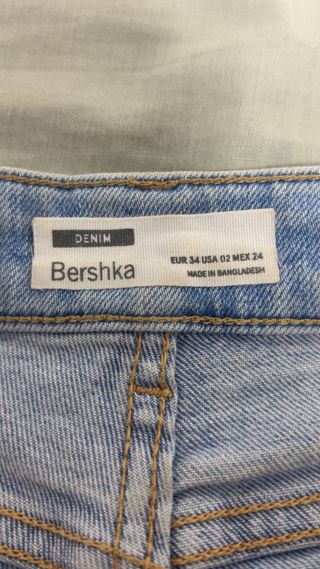 DENIM
Bershka
EUR 34 USA 02 MEX 24
MADE IN BANGLADESH